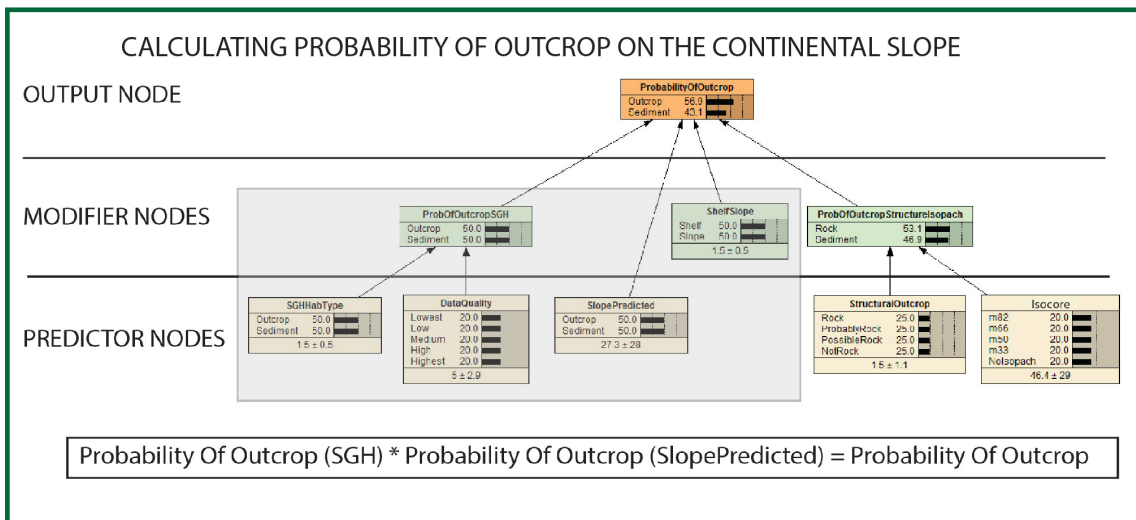 CALCULATING PROBABILITY OF OUTCROP ON THE CONTINENTAL SLOPE
OUTPUT NODE
ProbabilityOfOutcrop
Outcrop 56.9
Sediment 43.1
MODIFIER NODES
ProbOfOutcropSGH
Outcrop 50.0
Sediment 50.0
ShelfSlope
Shelf 50.0
Slope 50.0
1.5 ± 0.5
ProbOfOutcropStructureIsopach
Rock 53.1
Sediment 46.9
PREDICTOR NODES
SGHHabType
Outcrop 50.0
Sediment 50.0
1.5 ± 0.5
DataQuality
Lowest 20.0
Low 20.0
Medium 20.0
High 20.0
Highest 20.0
5 ± 2.9
SlopePredicted
Outcrop 50.0
Sediment 50.0
27.3 ± 28
StructuralOutcrop
Rock 25.0
ProbablyRock 25.0
PossibleRock 25.0
NotRock 25.0
1.5 ± 1.1
Isocore
m82 20.0
m66 20.0
m50 20.0
m33 20.0
NoIsopach 20.0
46.4 ± 29
Probability Of Outcrop (SGH) * Probability Of Outcrop (SlopePredicted) = Probability Of Outcrop